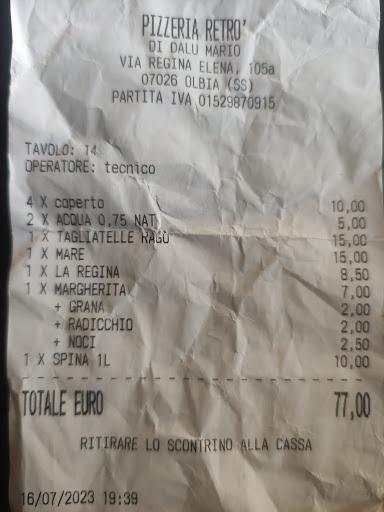 PIZZERIA RETRO'
DI DALU MARIO
VIA REGINA ELENA, 105a
07026 OLBIA (SS)
PARTITA IVA 01529870915
TAVOLO: 14
OPERATORE: tecnico
4 X coperto 10,00
2 X ACQUA 0,75 NAT 5,00
1 X TAGLIATELLE RAGÙ 15,00
1 X MARE 15,00
1 X LA REGINA 8,50
1 X MARGHERITA 7,00
+ GRANA 2,00
+ RADICCHIO 2,00
+ NOCI 2,50
1 X SPINA 1L 10,00
TOTALE EURO 77,00
RITIRARE LO SCONTRINO ALLA CASSA
16/07/2023 19:39